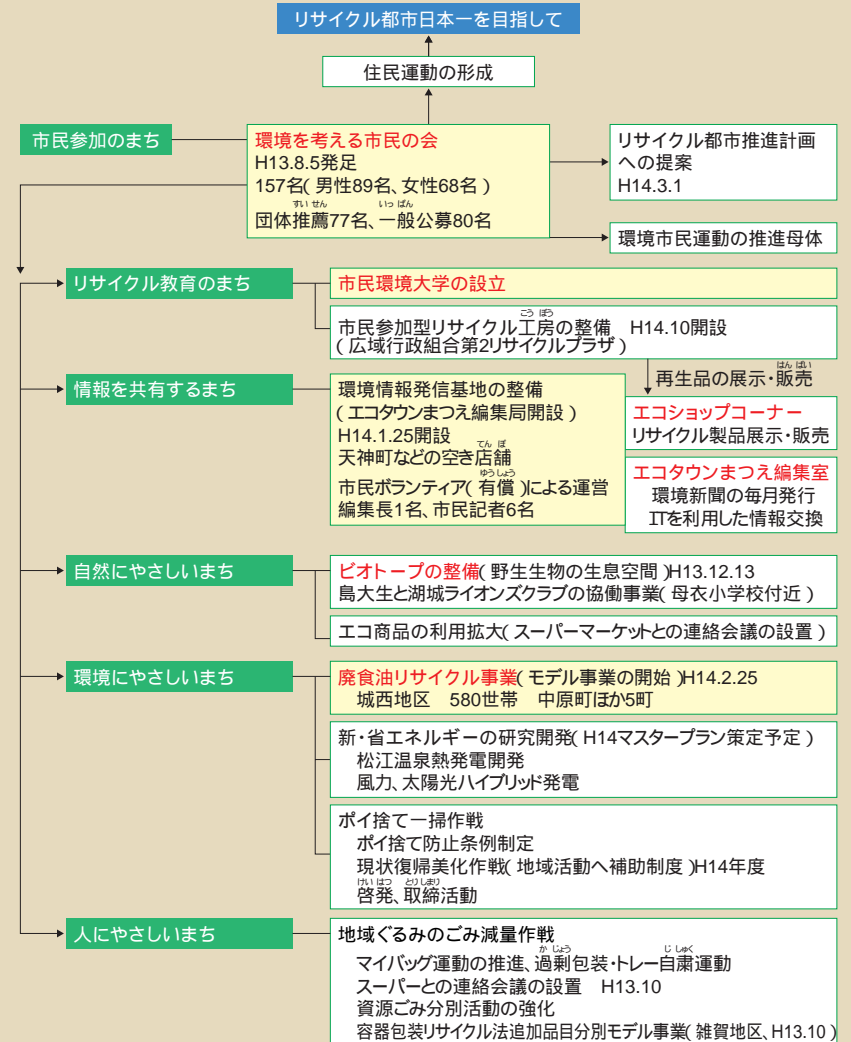 リサイクル都市日本一を目指して
住民運動の形成
市民参加のまち
環境を考える市民の会
H13.8.5発足
157名(男性89名、女性68名)
すいせん いっぱん
団体推薦77名、一般公募80名
リサイクル都市推進計画
への提案
H14.3.1
環境市民運動の推進母体
リサイクル教育のまち
市民環境大学の設立
こうぼう
市民参加型リサイクル工房の整備 H14.10開設
(広域行政組合第2リサイクルプラザ)
はんばい
再生品の展示・販売
情報を共有するまち
環境情報発信基地の整備
(エコタウンまつえ編集局開設)
H14.1.25開設
てんぽ
天神町などの空き店舗
ゆうしょう
市民ボランティア(有償)による運営
編集長1名、市民記者6名
エコショップコーナー
リサイクル製品展示・販売
エコタウンまつえ編集室
環境新聞の毎月発行
ITを利用した情報交換
自然にやさしいまち
ビオトープの整備(野生生物の生息空間)H13.12.13
島大生と湖城ライオンズクラブの協働事業(母衣小学校付近)
エコ商品の利用拡大(スーパーマーケットとの連絡会議の設置)
環境にやさしいまち
廃食油リサイクル事業(モデル事業の開始)H14.2.25
城西地区 580世帯 中原町ほか5町
新・省エネルギーの研究開発(H14マスタープラン策定予定)
松江温泉熱発電開発
風力、太陽光ハイブリッド発電
ポイ捨て一掃作戦
ポイ捨て防止条例制定
現状復帰美化作戦(地域活動へ補助制度)H14年度
けいはつ とりしまり
啓発、取締活動
人にやさしいまち
地域ぐるみのごみ減量作戦
かじょう じしゅく
マイバッグ運動の推進、過剰包装・トレー自粛運動
スーパーとの連絡会議の設置 H13.10
資源ごみ分別活動の強化
容器包装リサイクル法追加品目分別モデル事業(雑賀地区、H13.10)